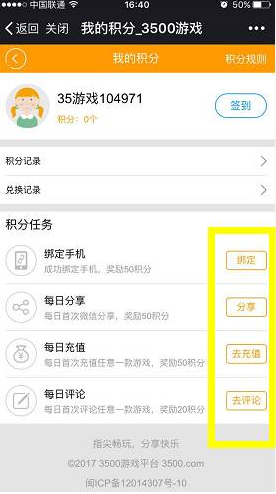 中国联通 16:40 50%
返回 关闭 我的积分_3500游戏
我的积分 积分规则
35游戏104971
积分：0个
签到
积分记录
兑换记录
积分任务
绑定手机
成功绑定手机，奖励50积分
绑定
每日分享
每日首次微信分享，奖励50积分
分享
每日充值
每日首次充值任意一款游戏，奖励50积分
去充值
每日评论
每日首次评论任意一款游戏，奖励20积分
去评论
指尖畅玩，分享快乐
©2017 3500游戏平台 3500.com
闽ICP备12014307号-10